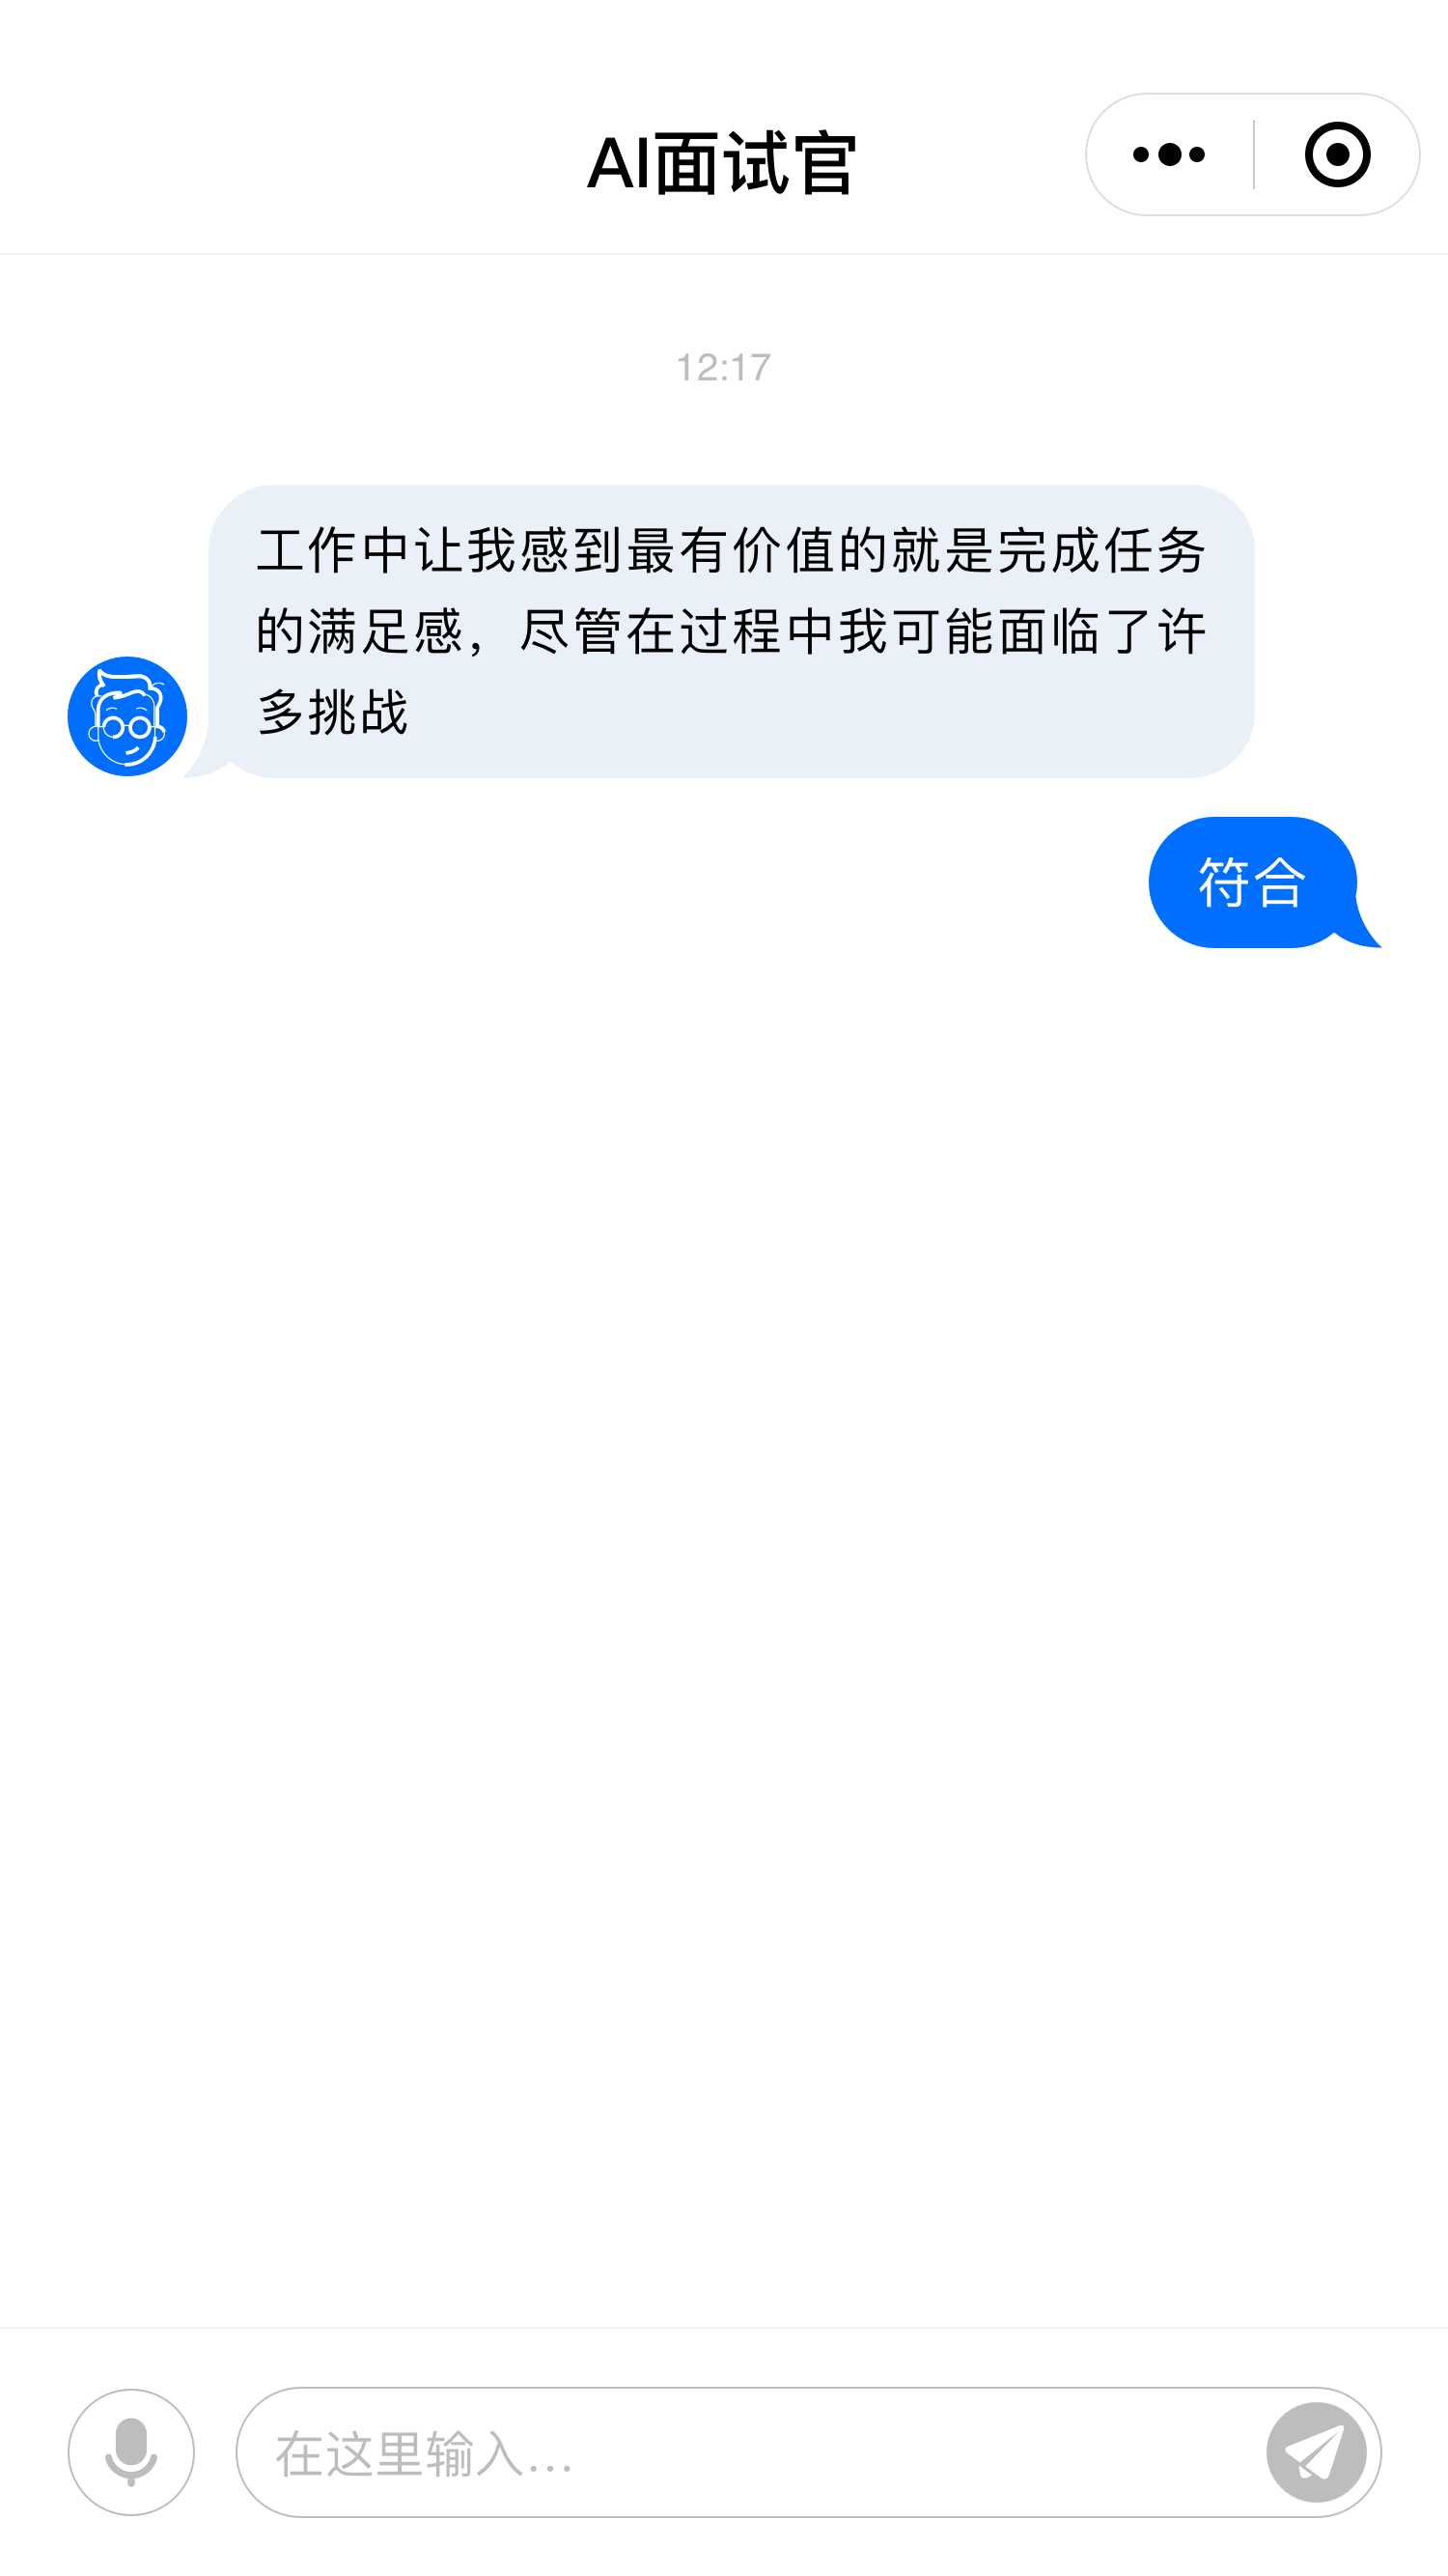 AI面试官
12:17
工作中让我感到最有价值的就是完成任务
的满足感，尽管在过程中我可能面临了许
多挑战
符合
在这里输入...